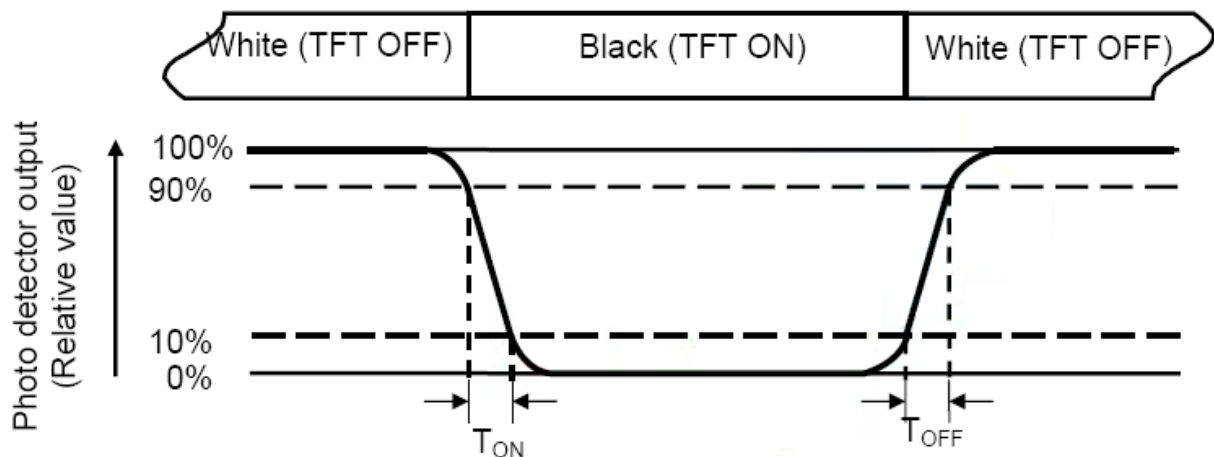 White (TFT OFF)
Black (TFT ON)
White (TFT OFF)
Photo detector output
(Relative value)
100%
90%
10%
0%
TON
TOFF